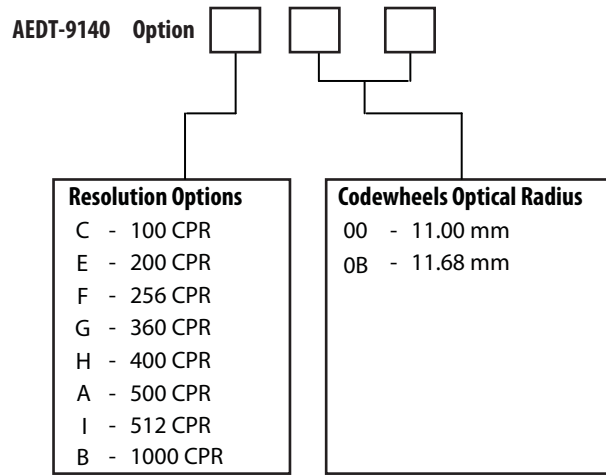 AEDT-9140 Option
Resolution Options
C - 100 CPR
E - 200 CPR
F - 256 CPR
G - 360 CPR
H - 400 CPR
A - 500 CPR
I - 512 CPR
B - 1000 CPR
Codewheels Optical Radius
00 - 11.00 mm
0B - 11.68 mm